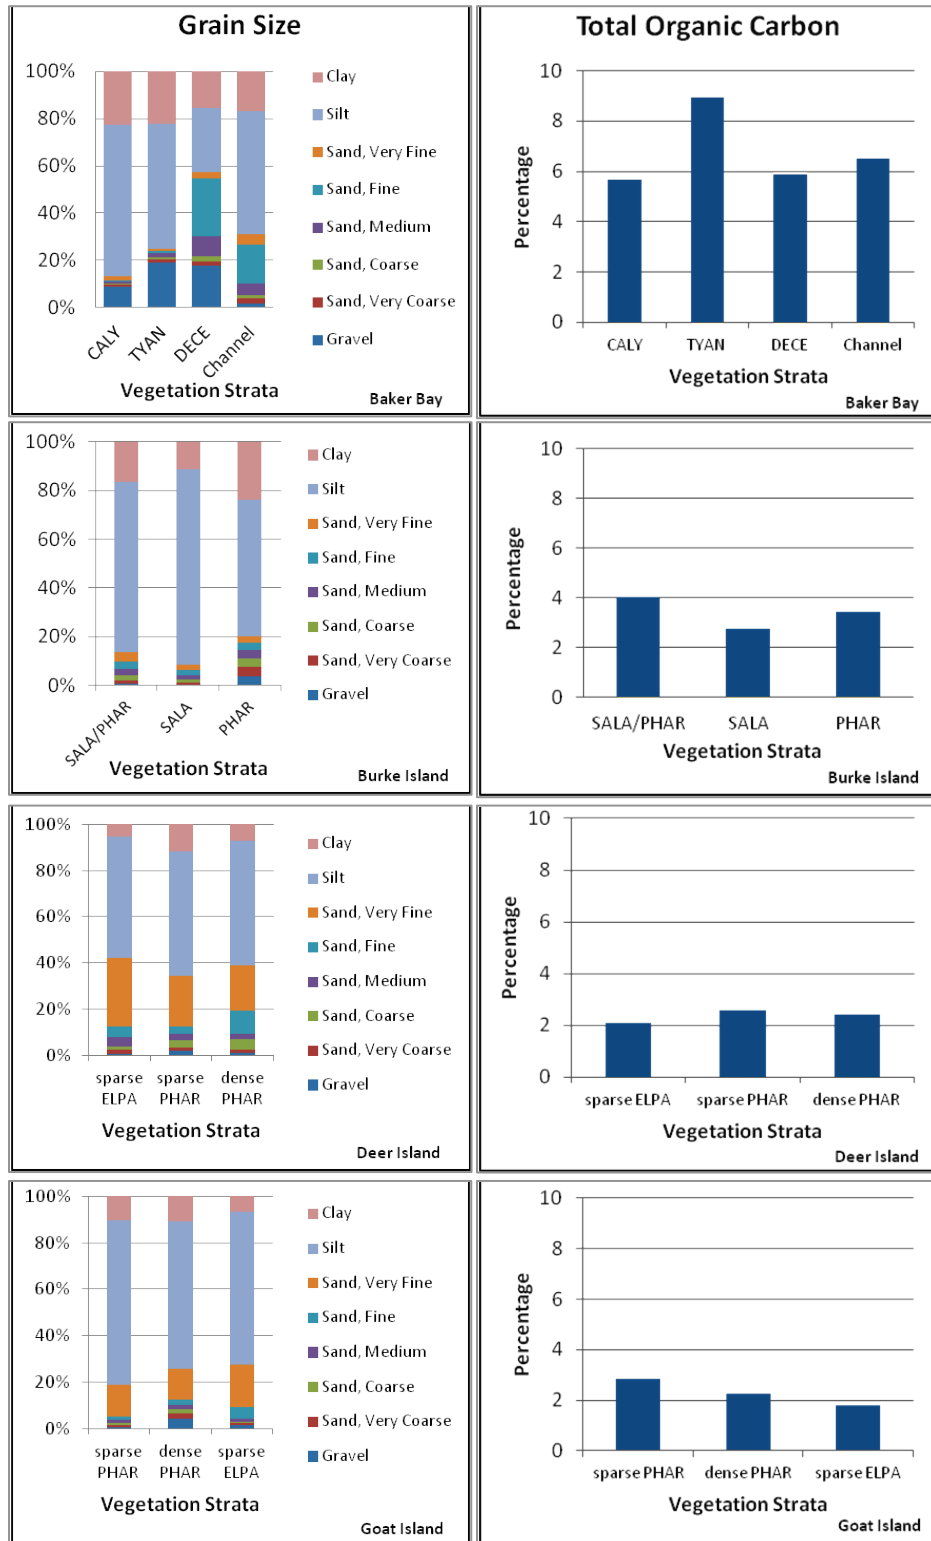 Grain Size
100%
80%
60%
40%
20%
0%
CALY
TYAN
DECE
Channel
Vegetation Strata
Clay
Silt
Sand, Very Fine
Sand, Fine
Sand, Medium
Sand, Coarse
Sand, Very Coarse
Gravel
Baker Bay
Total Organic Carbon
Percentage
10
8
6
4
2
0
CALY
TYAN
DECE
Channel
Vegetation Strata
Baker Bay
100%
80%
60%
40%
20%
0%
SALA/PHAR
SALA
PHAR
Vegetation Strata
Clay
Silt
Sand, Very Fine
Sand, Fine
Sand, Medium
Sand, Coarse
Sand, Very Coarse
Gravel
Burke Island
Percentage
10
8
6
4
2
0
SALA/PHAR
SALA
PHAR
Vegetation Strata
Burke Island
100%
80%
60%
40%
20%
0%
sparse ELPA
sparse PHAR
dense PHAR
Vegetation Strata
Clay
Silt
Sand, Very Fine
Sand, Fine
Sand, Medium
Sand, Coarse
Sand, Very Coarse
Gravel
Deer Island
Percentage
10
8
6
4
2
0
sparse ELPA
sparse PHAR
dense PHAR
Vegetation Strata
Deer Island
100%
80%
60%
40%
20%
0%
sparse PHAR
dense PHAR
sparse ELPA
Vegetation Strata
Clay
Silt
Sand, Very Fine
Sand, Fine
Sand, Medium
Sand, Coarse
Sand, Very Coarse
Gravel
Goat Island
Percentage
10
8
6
4
2
0
sparse PHAR
dense PHAR
sparse ELPA
Vegetation Strata
Goat Island